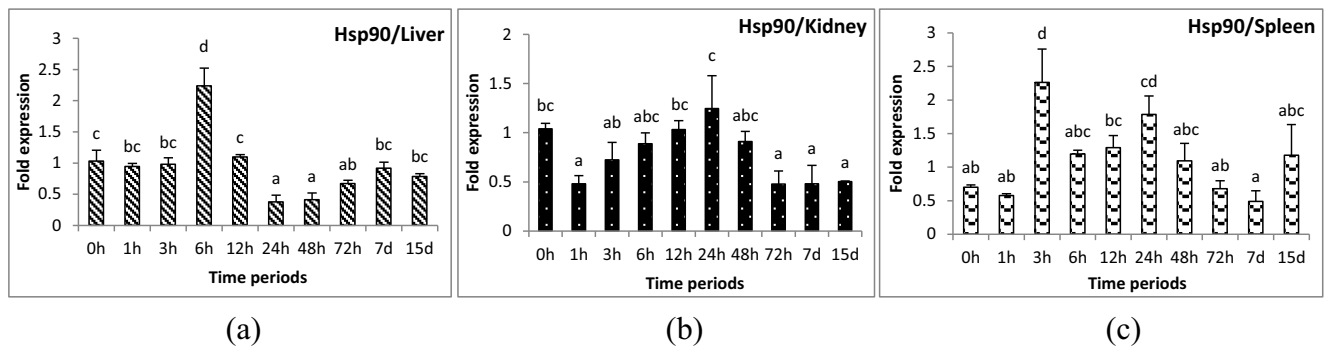 Hsp90/Liver
Fold expression
3
2.5
2
1.5
1
0.5
0
c bc bc d c a a ab bc bc
0h 1h 3h 6h 12h 24h 48h 72h 7d 15d
Time periods
(a)
Hsp90/Kidney
Fold expression
2
1.5
1
0.5
0
bc a ab abc bc c abc a a a
0h 1h 3h 6h 12h 24h 48h 72h 7d 15d
Time periods
(b)
Hsp90/Spleen
Fold expression
3
2.5
2
1.5
1
0.5
0
ab ab d abc bc cd abc ab a abc
0h 1h 3h 6h 12h 24h 48h 72h 7d 15d
Time periods
(c)